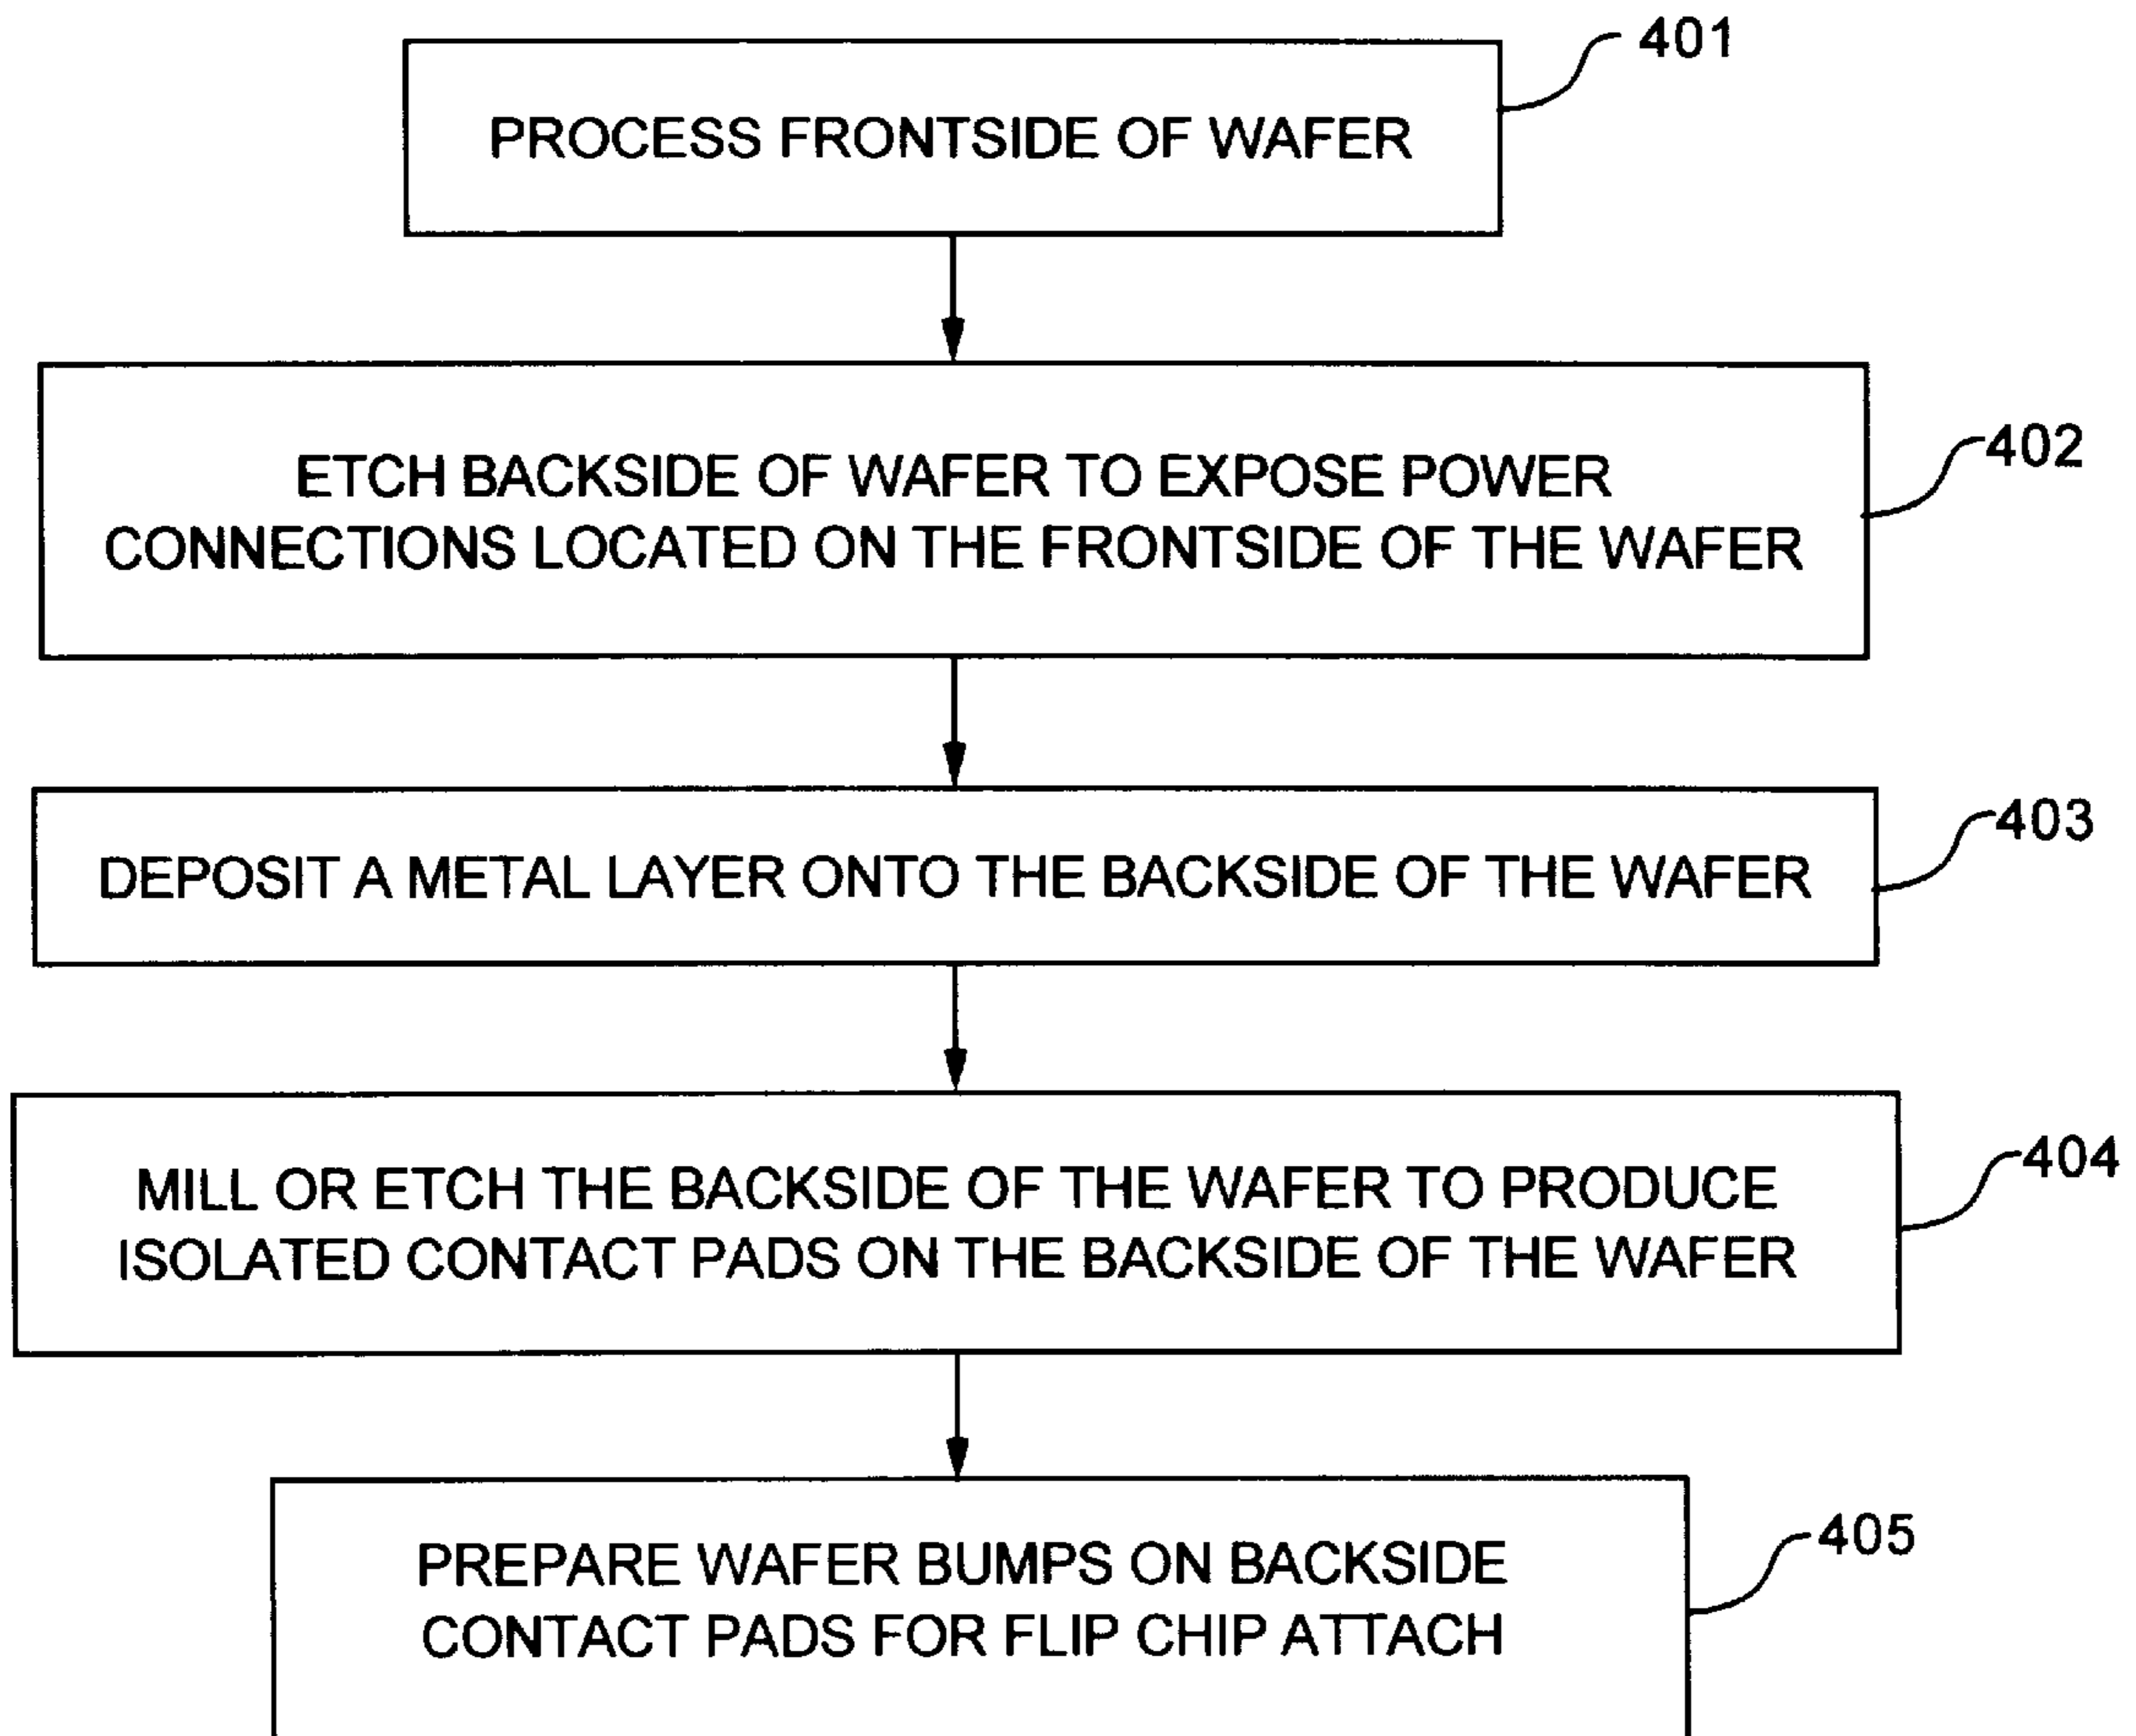 401
PROCESS FRONTSIDE OF WAFER
402
ETCH BACKSIDE OF WAFER TO EXPOSE POWER
CONNECTIONS LOCATED ON THE FRONTSIDE OF THE WAFER
403
DEPOSIT A METAL LAYER ONTO THE BACKSIDE OF THE WAFER
404
MILL OR ETCH THE BACKSIDE OF THE WAFER TO PRODUCE
ISOLATED CONTACT PADS ON THE BACKSIDE OF THE WAFER
405
PREPARE WAFER BUMPS ON BACKSIDE
CONTACT PADS FOR FLIP CHIP ATTACH